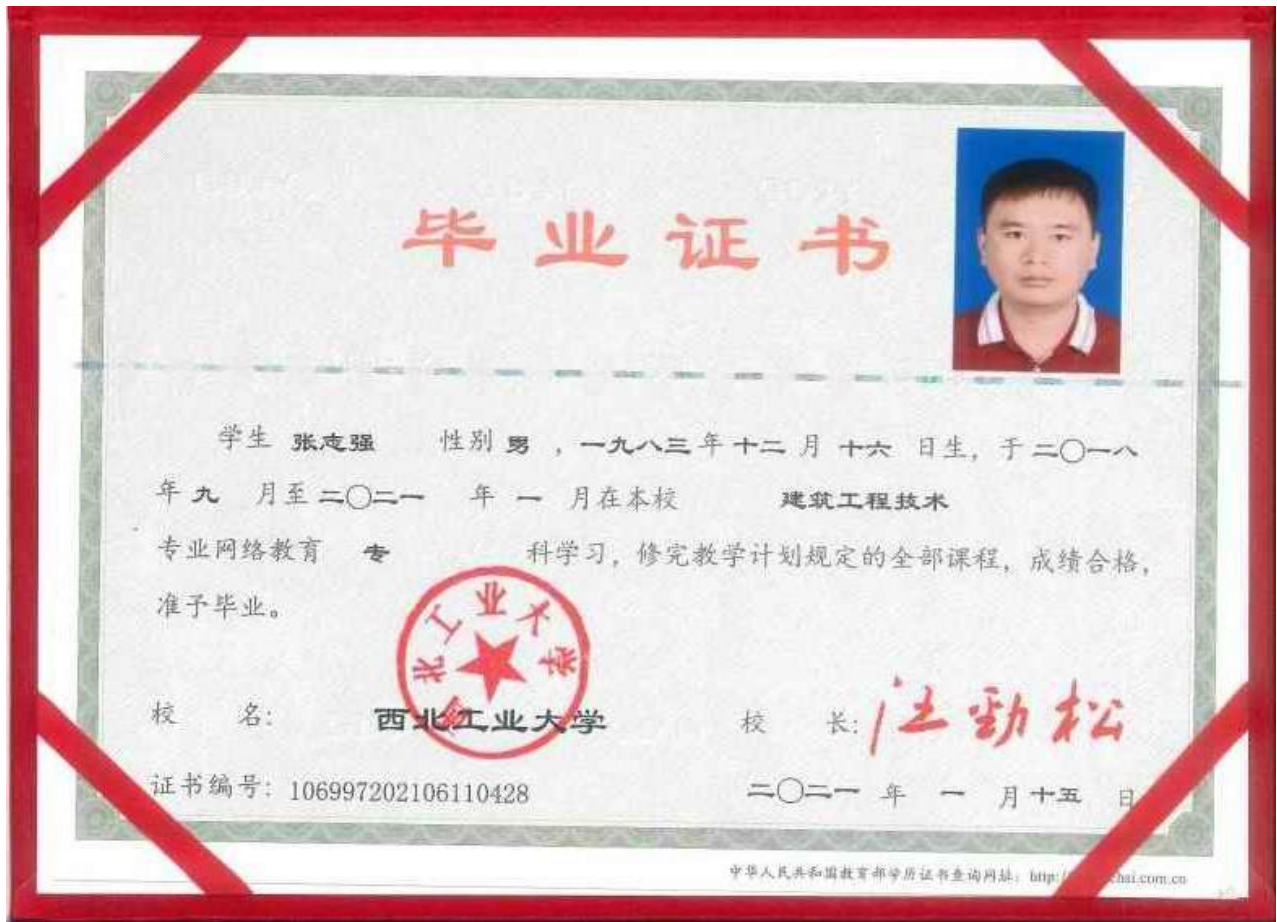 毕业证书
学生 张志强 性别 男 ，一九八三 年 十二 月 十六 日生，于 二〇一八
年 九 月至 二〇二一 年 一 月在本校 建筑工程技术
专业网络教育 专 科学习，修完教学计划规定的全部课程，成绩合格，
准予毕业。
西北工业大学
校 名： 西北工业大学 校 长： 汪劲松
证书编号：106997202106110428 二〇二一 年 一 月 十五 日
中华人民共和国教育部学历证书查询网址：http:/ chsi.com.cn